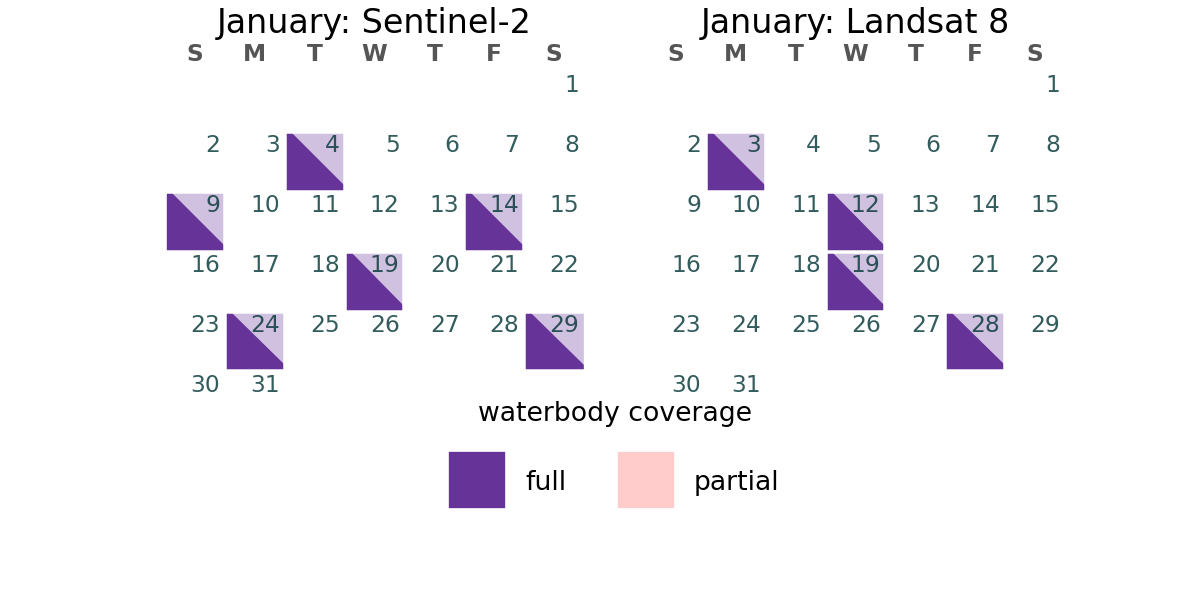 January: Sentinel-2
S M T W T F S
1
2 3 4 5 6 7 8
9 10 11 12 13 14 15
16 17 18 19 20 21 22
23 24 25 26 27 28 29
30 31
January: Landsat 8
S M T W T F S
1
2 3 4 5 6 7 8
9 10 11 12 13 14 15
16 17 18 19 20 21 22
23 24 25 26 27 28 29
30 31
waterbody coverage
full partial